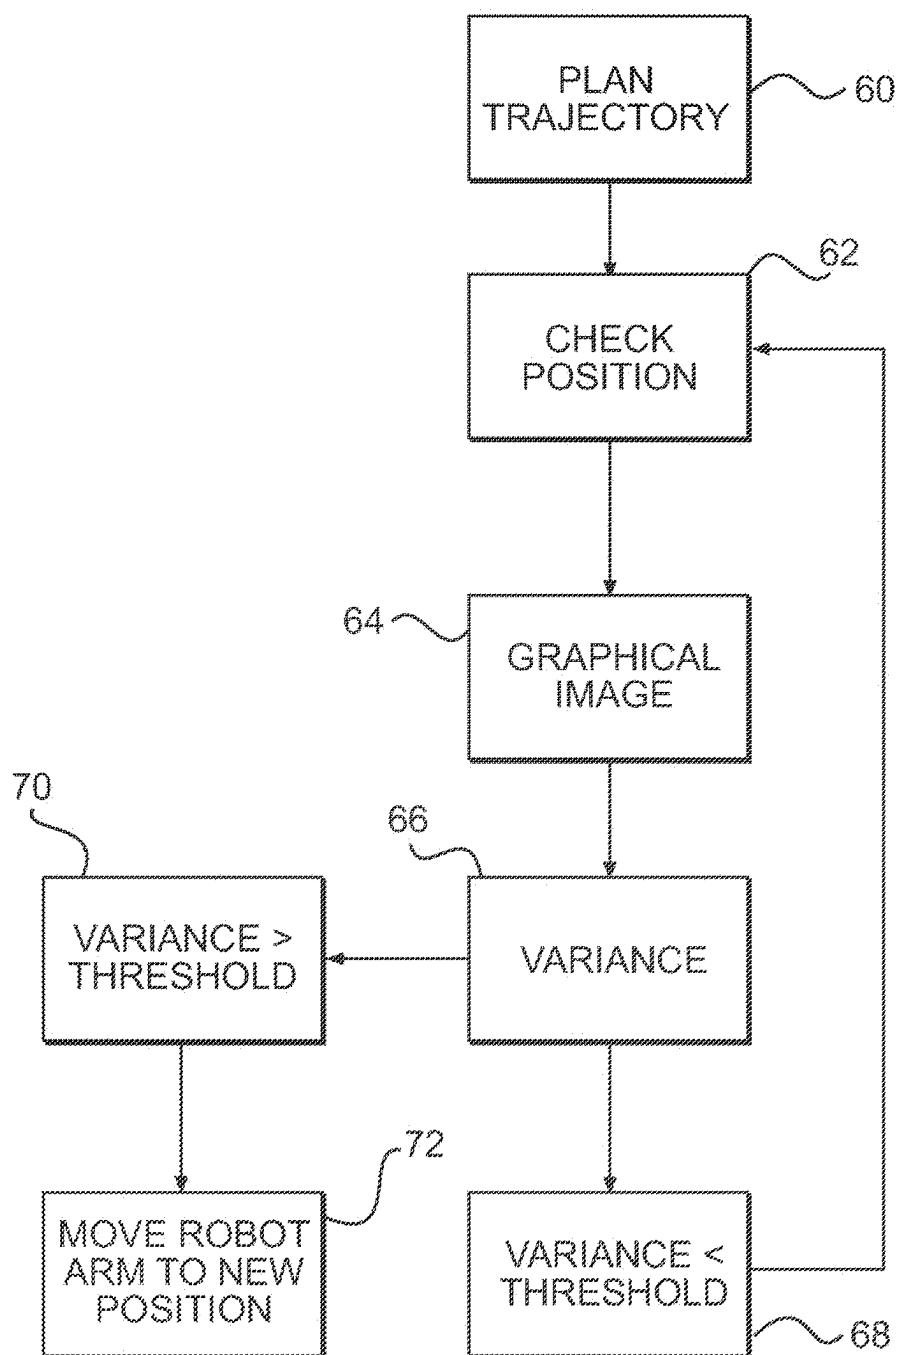 PLAN
TRAJECTORY
60
62
CHECK
POSITION
64
GRAPHICAL
IMAGE
70
66
VARIANCE >
THRESHOLD
VARIANCE
72
MOVE ROBOT
ARM TO NEW
POSITION
VARIANCE <
THRESHOLD
68